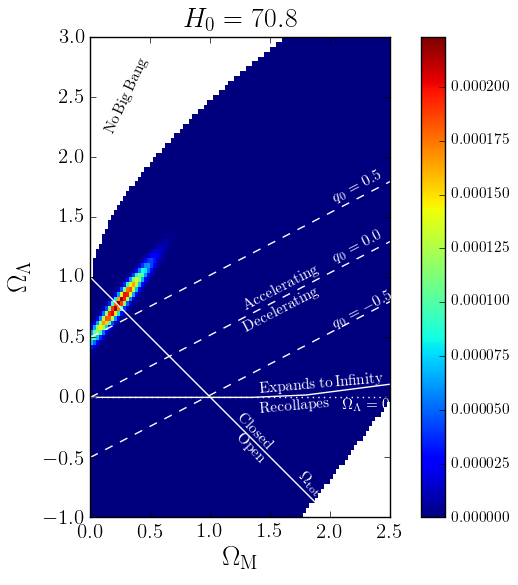 H₀ = 70.8
3.0
2.5
2.0
1.5
1.0
0.5
0.0
−0.5
−1.0
Ω_Λ
No Big Bang
q₀ = 0.5
q₀ = 0.0
Accelerating
Decelerating
q₀ = −0.5
Expands to Infinity
Recollapses
Ω_Λ = 0
Closed
Open
Ω_tot
0.0 0.5 1.0 1.5 2.0 2.5
Ω_M
0.000200
0.000175
0.000150
0.000125
0.000100
0.000075
0.000050
0.000025
0.000000